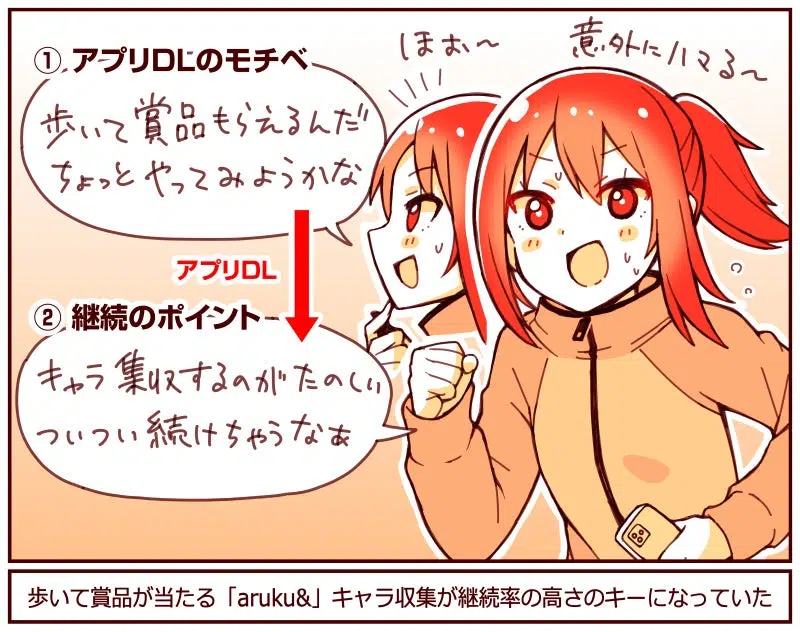 ① アプリDLのモチベ
歩いて賞品もらえるんだ
ちょっとやってみようかな
ほぉ〜
意外にハマる〜
アプリDL
② 継続のポイント
キャラ集収するのがたのしい
ついつい続けちゃうなぁ
歩いて賞品が当たる「aruku&」キャラ収集が継続率の高さのキーになっていた